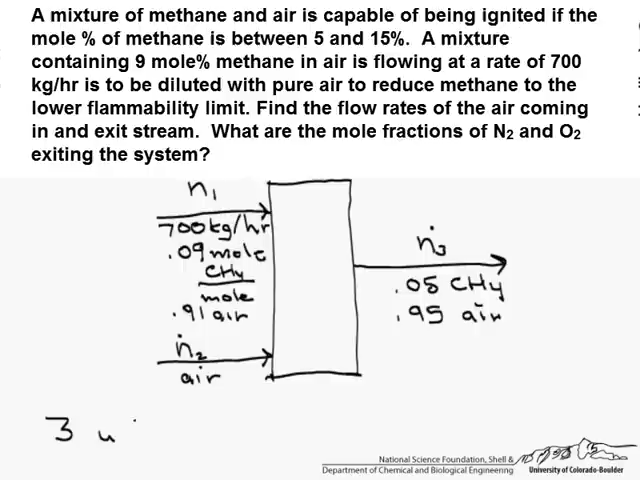 A mixture of methane and air is capable of being ignited if the
mole % of methane is between 5 and 15%. A mixture
containing 9 mole% methane in air is flowing at a rate of 700
kg/hr is to be diluted with pure air to reduce methane to the
lower flammability limit. Find the flow rates of the air coming
in and exit stream. What are the mole fractions of N₂ and O₂
exiting the system?
n₁
700kg/hr
.09 mole
CH₄
mole
.91 air
ṅ₂
air
ṅ₃
.05 CH₄
.95 air
3 u
National Science Foundation, Shell &
Department of Chemical and Biological Engineering
University of Colorado-Boulder